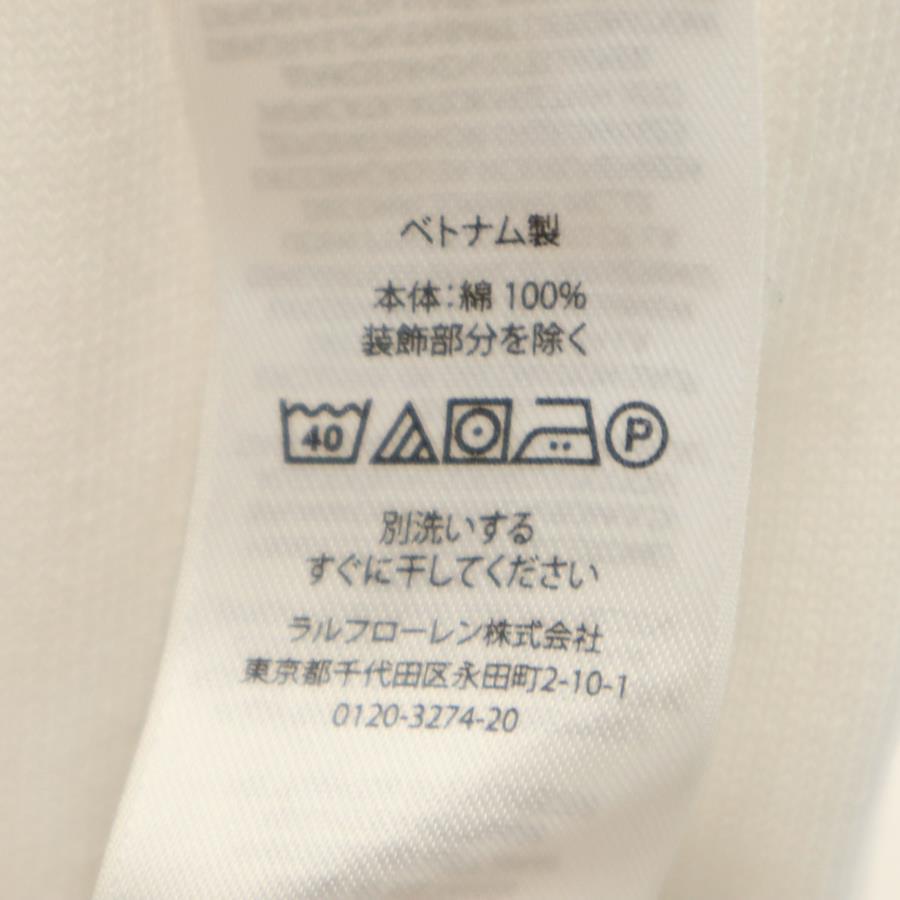 ベトナム製
本体:綿 100%
装飾部分を除く
40 P
別洗いする
すぐに干してください
ラルフローレン株式会社
東京都千代田区永田町2-10-1
0120-3274-20